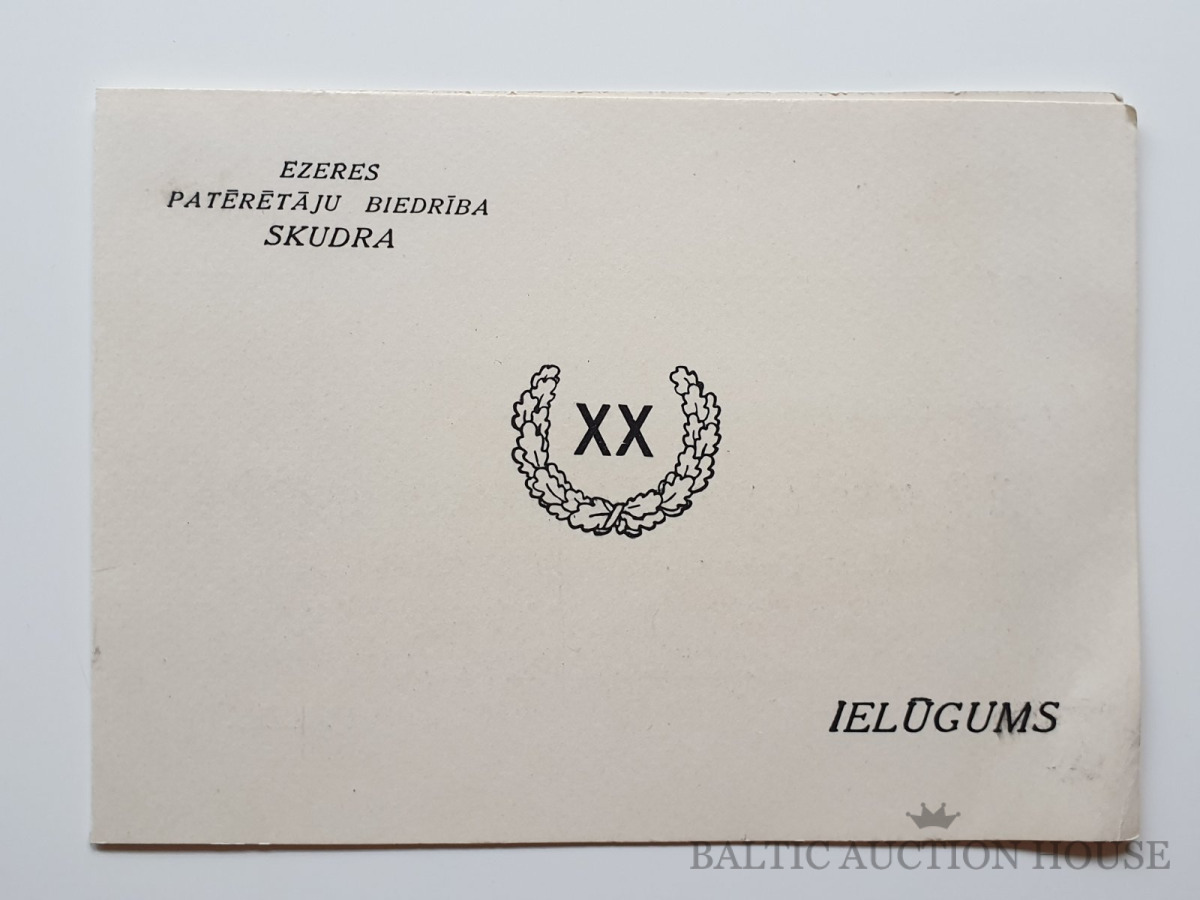 EZERES
PATĒRĒTĀJU BIEDRĪBA
SKUDRA
XX
IELŪGUMS
BALTIC AUCTION HOUSE